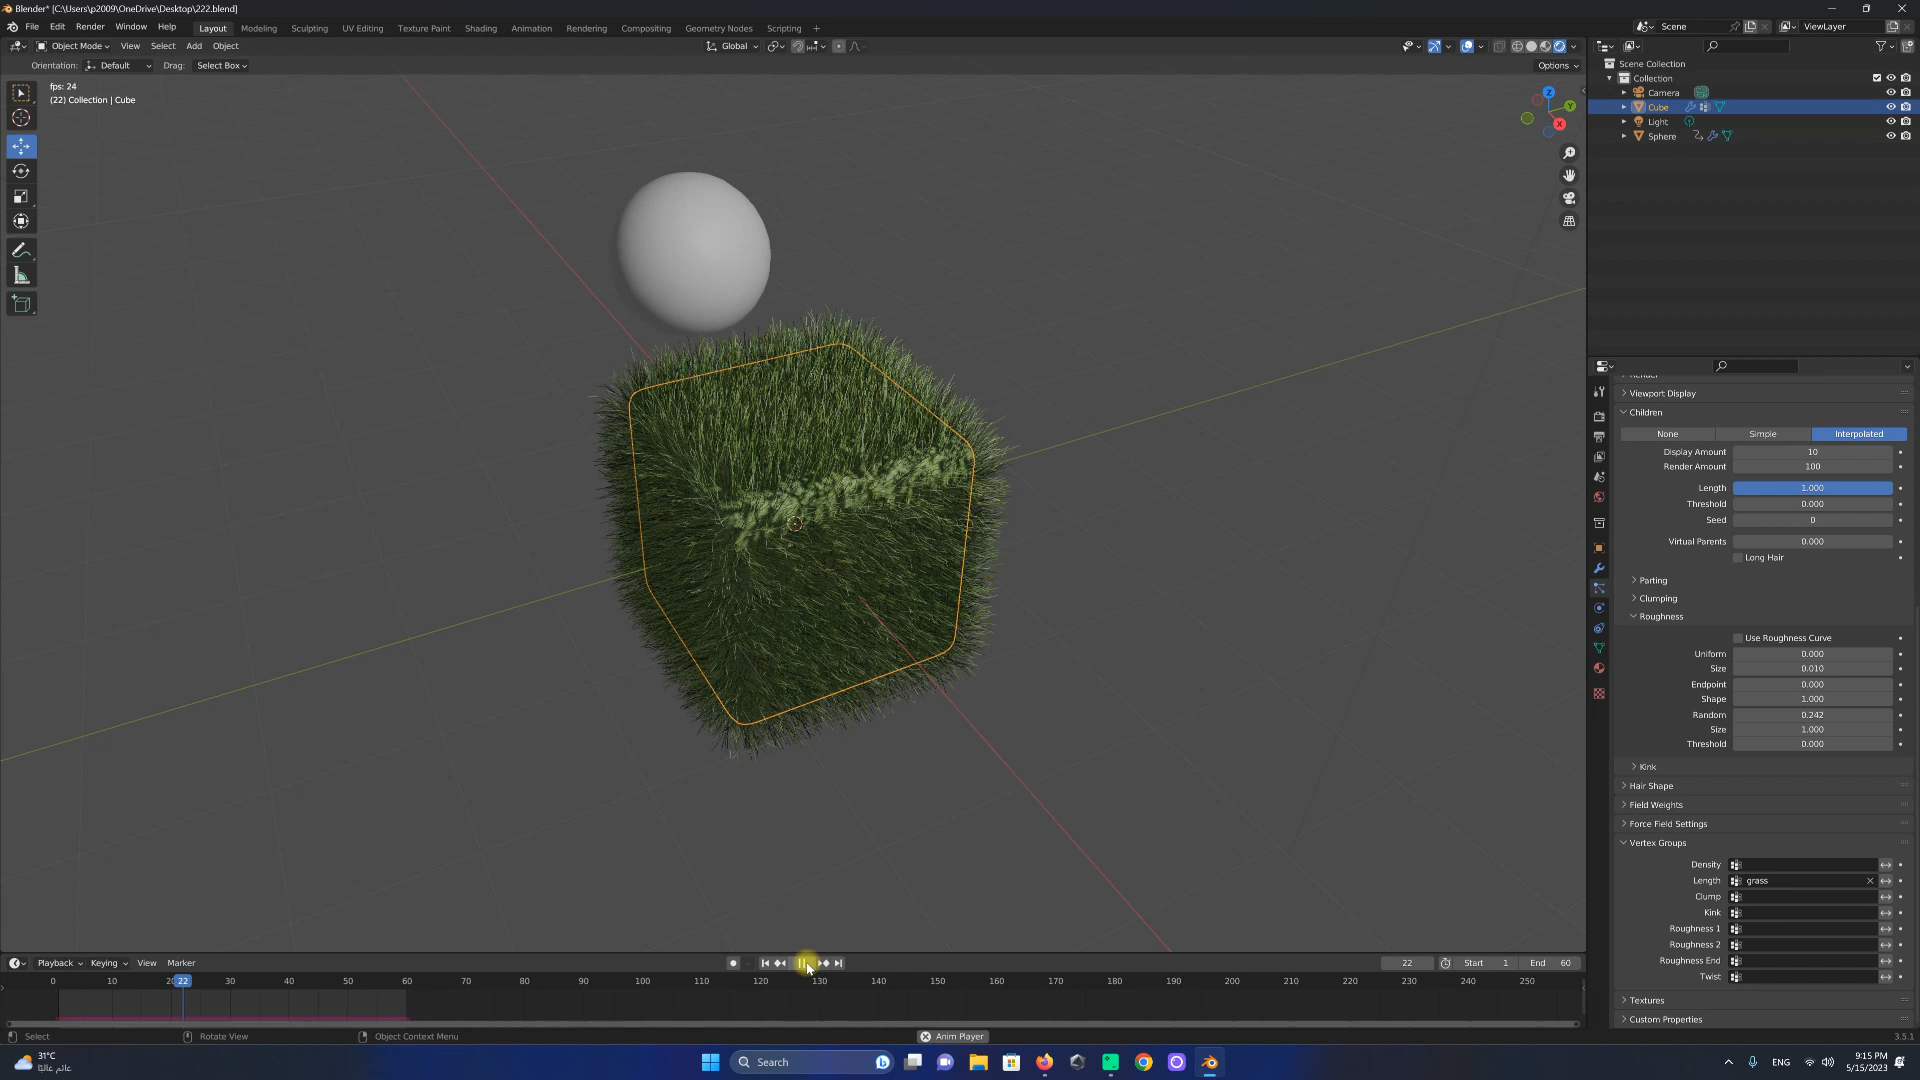 Blender* [C:\Users\p2009\OneDrive\Desktop\222.blend]
File Edit Render Window Help Layout Modeling Sculpting UV Editing Texture Paint Shading Animation Rendering Compositing Geometry Nodes Scripting + Scene ViewLayer
Object Mode View Select Add Object Global
Orientation: Default Drag: Select Box Options
fps: 24
(22) Collection | Cube
Z
Y
X
Scene Collection
Collection
Camera
Cube
Light
Sphere
Viewport Display
Children
None Simple Interpolated
Display Amount 10
Render Amount 100
Length 1.000
Threshold 0.000
Seed 0
Virtual Parents 0.000
Long Hair
Parting
Clumping
Roughness
Use Roughness Curve
Uniform 0.000
Size 0.010
Endpoint 0.000
Shape 1.000
Random 0.242
Size 1.000
Threshold 0.000
Kink
Hair Shape
Field Weights
Force Field Settings
Vertex Groups
Density
Length grass
Clump
Kink
Roughness 1
Roughness 2
Roughness End
Twist
Textures
Custom Properties
Playback Keying View Marker 22 Start 1 End 60
0 10 22 30 40 50 60 70 80 90 100 110 120 130 140 150 160 170 180 190 200 210 220 230 240 250
Select Rotate View Object Context Menu Anim Player 3.5.1
31°C
عالم غالبًا
Search
ENG
9:15 PM
5/15/2023